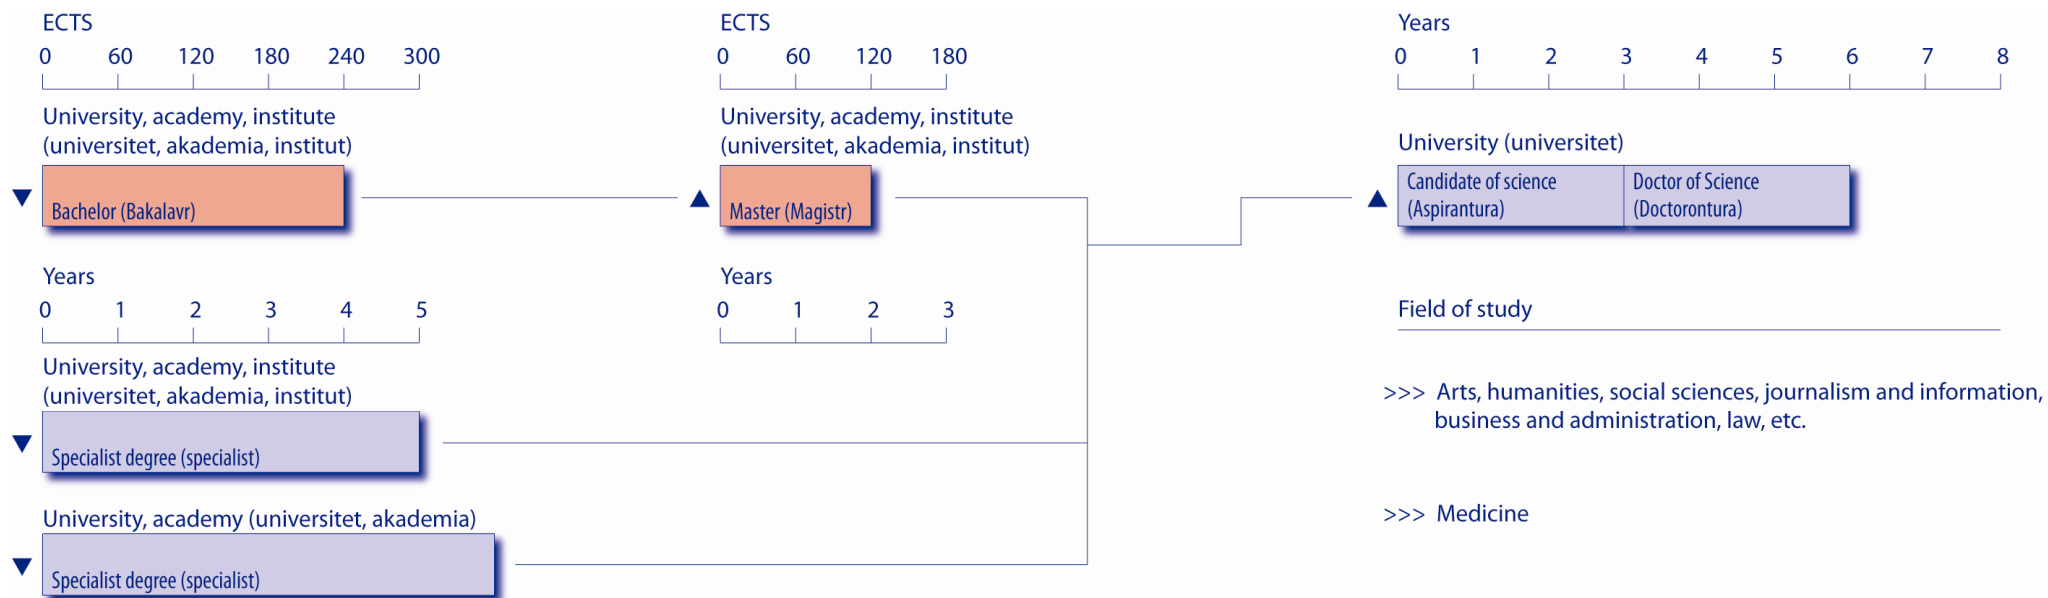 ECTS
0 60 120 180 240 300
University, academy, institute
(universitet, akademia, institut)
Bachelor (Bakalavr)
Years
0 1 2 3 4 5
University, academy, institute
(universitet, akademia, institut)
Specialist degree (specialist)
University, academy (universitet, akademia)
Specialist degree (specialist)
ECTS
0 60 120 180
University, academy, institute
(universitet, akademia, institut)
Master (Magistr)
Years
0 1 2 3
Years
0 1 2 3 4 5 6 7 8
University (universitet)
Candidate of science
(Aspirantura)
Doctor of Science
(Doctorontura)
Field of study
>>> Arts, humanities, social sciences, journalism and information,
business and administration, law, etc.
>>> Medicine